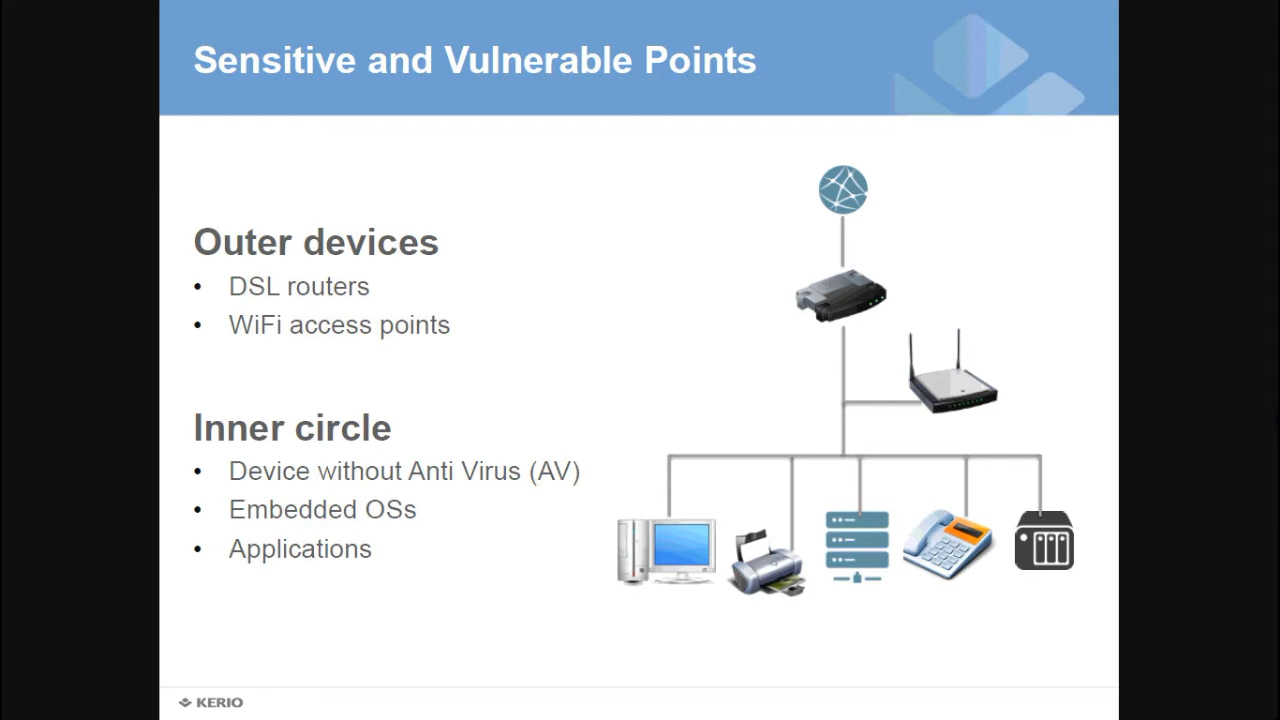 Sensitive and Vulnerable Points
Outer devices
• DSL routers
• WiFi access points
Inner circle
• Device without Anti Virus (AV)
• Embedded OSs
• Applications
KERIO